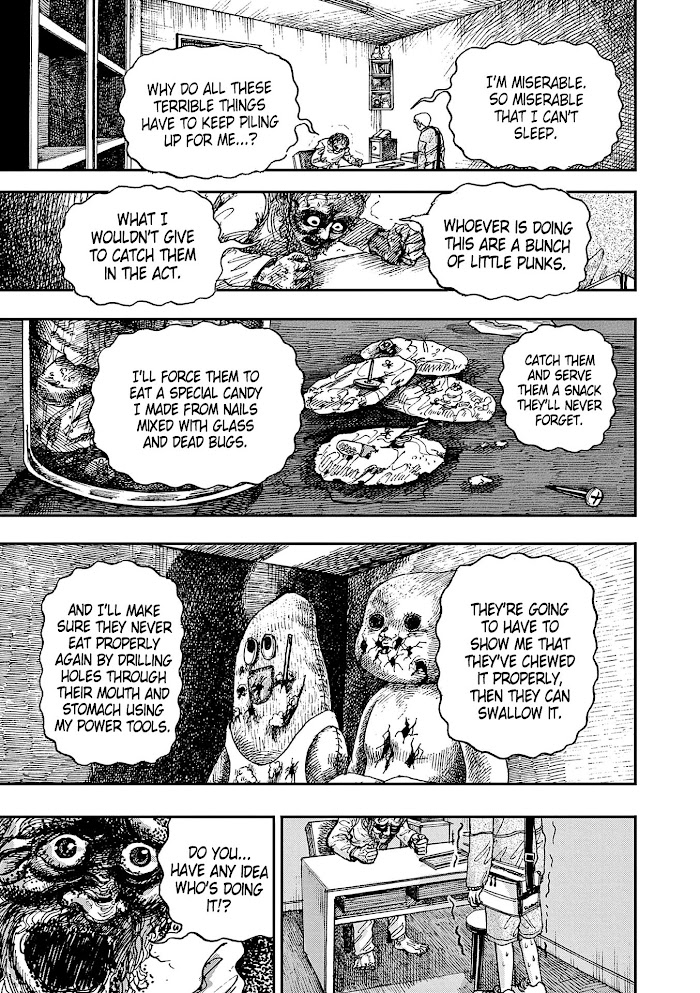 I'M MISERABLE.
SO MISERABLE
THAT I CAN'T
SLEEP.
WHY DO ALL THESE
TERRIBLE THINGS
HAVE TO KEEP PILING
UP FOR ME...?
WHOEVER IS DOING
THIS ARE A BUNCH
OF LITTLE PUNKS.
WHAT I
WOULDN'T GIVE
TO CATCH THEM
IN THE ACT.
CATCH THEM
AND SERVE
THEM A SNACK
THEY'LL NEVER
FORGET.
I'LL FORCE THEM TO
EAT A SPECIAL CANDY
I MADE FROM NAILS
MIXED WITH GLASS
AND DEAD BUGS.
THEY'RE GOING
TO HAVE TO
SHOW ME THAT
THEY'VE CHEWED
IT PROPERLY,
THEN THEY CAN
SWALLOW IT.
AND I'LL MAKE
SURE THEY NEVER
EAT PROPERLY
AGAIN BY DRILLING
HOLES THROUGH
THEIR MOUTH AND
STOMACH USING
MY POWER TOOLS.
DO YOU...
HAVE ANY IDEA
WHO'S DOING
IT!?